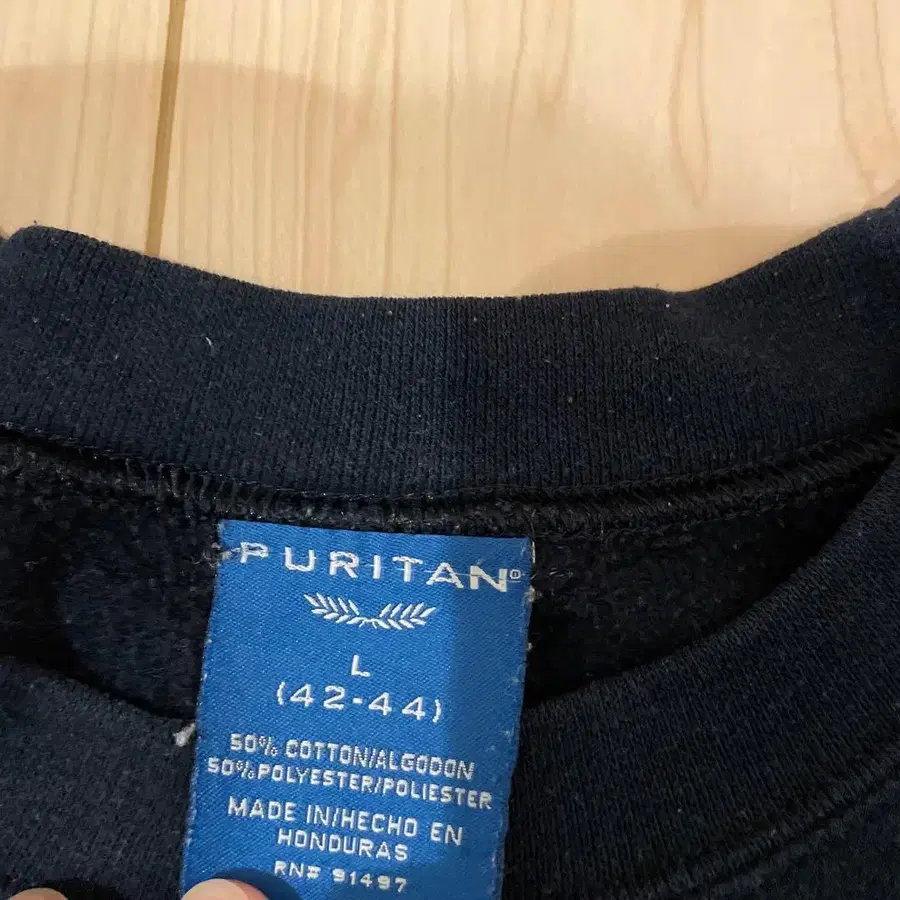 PURITAN®
L
(42-44)
50% COTTON/ALGODON
50% POLYESTER/POLIESTER
MADE IN/HECHO EN
HONDURAS
RN# 91497